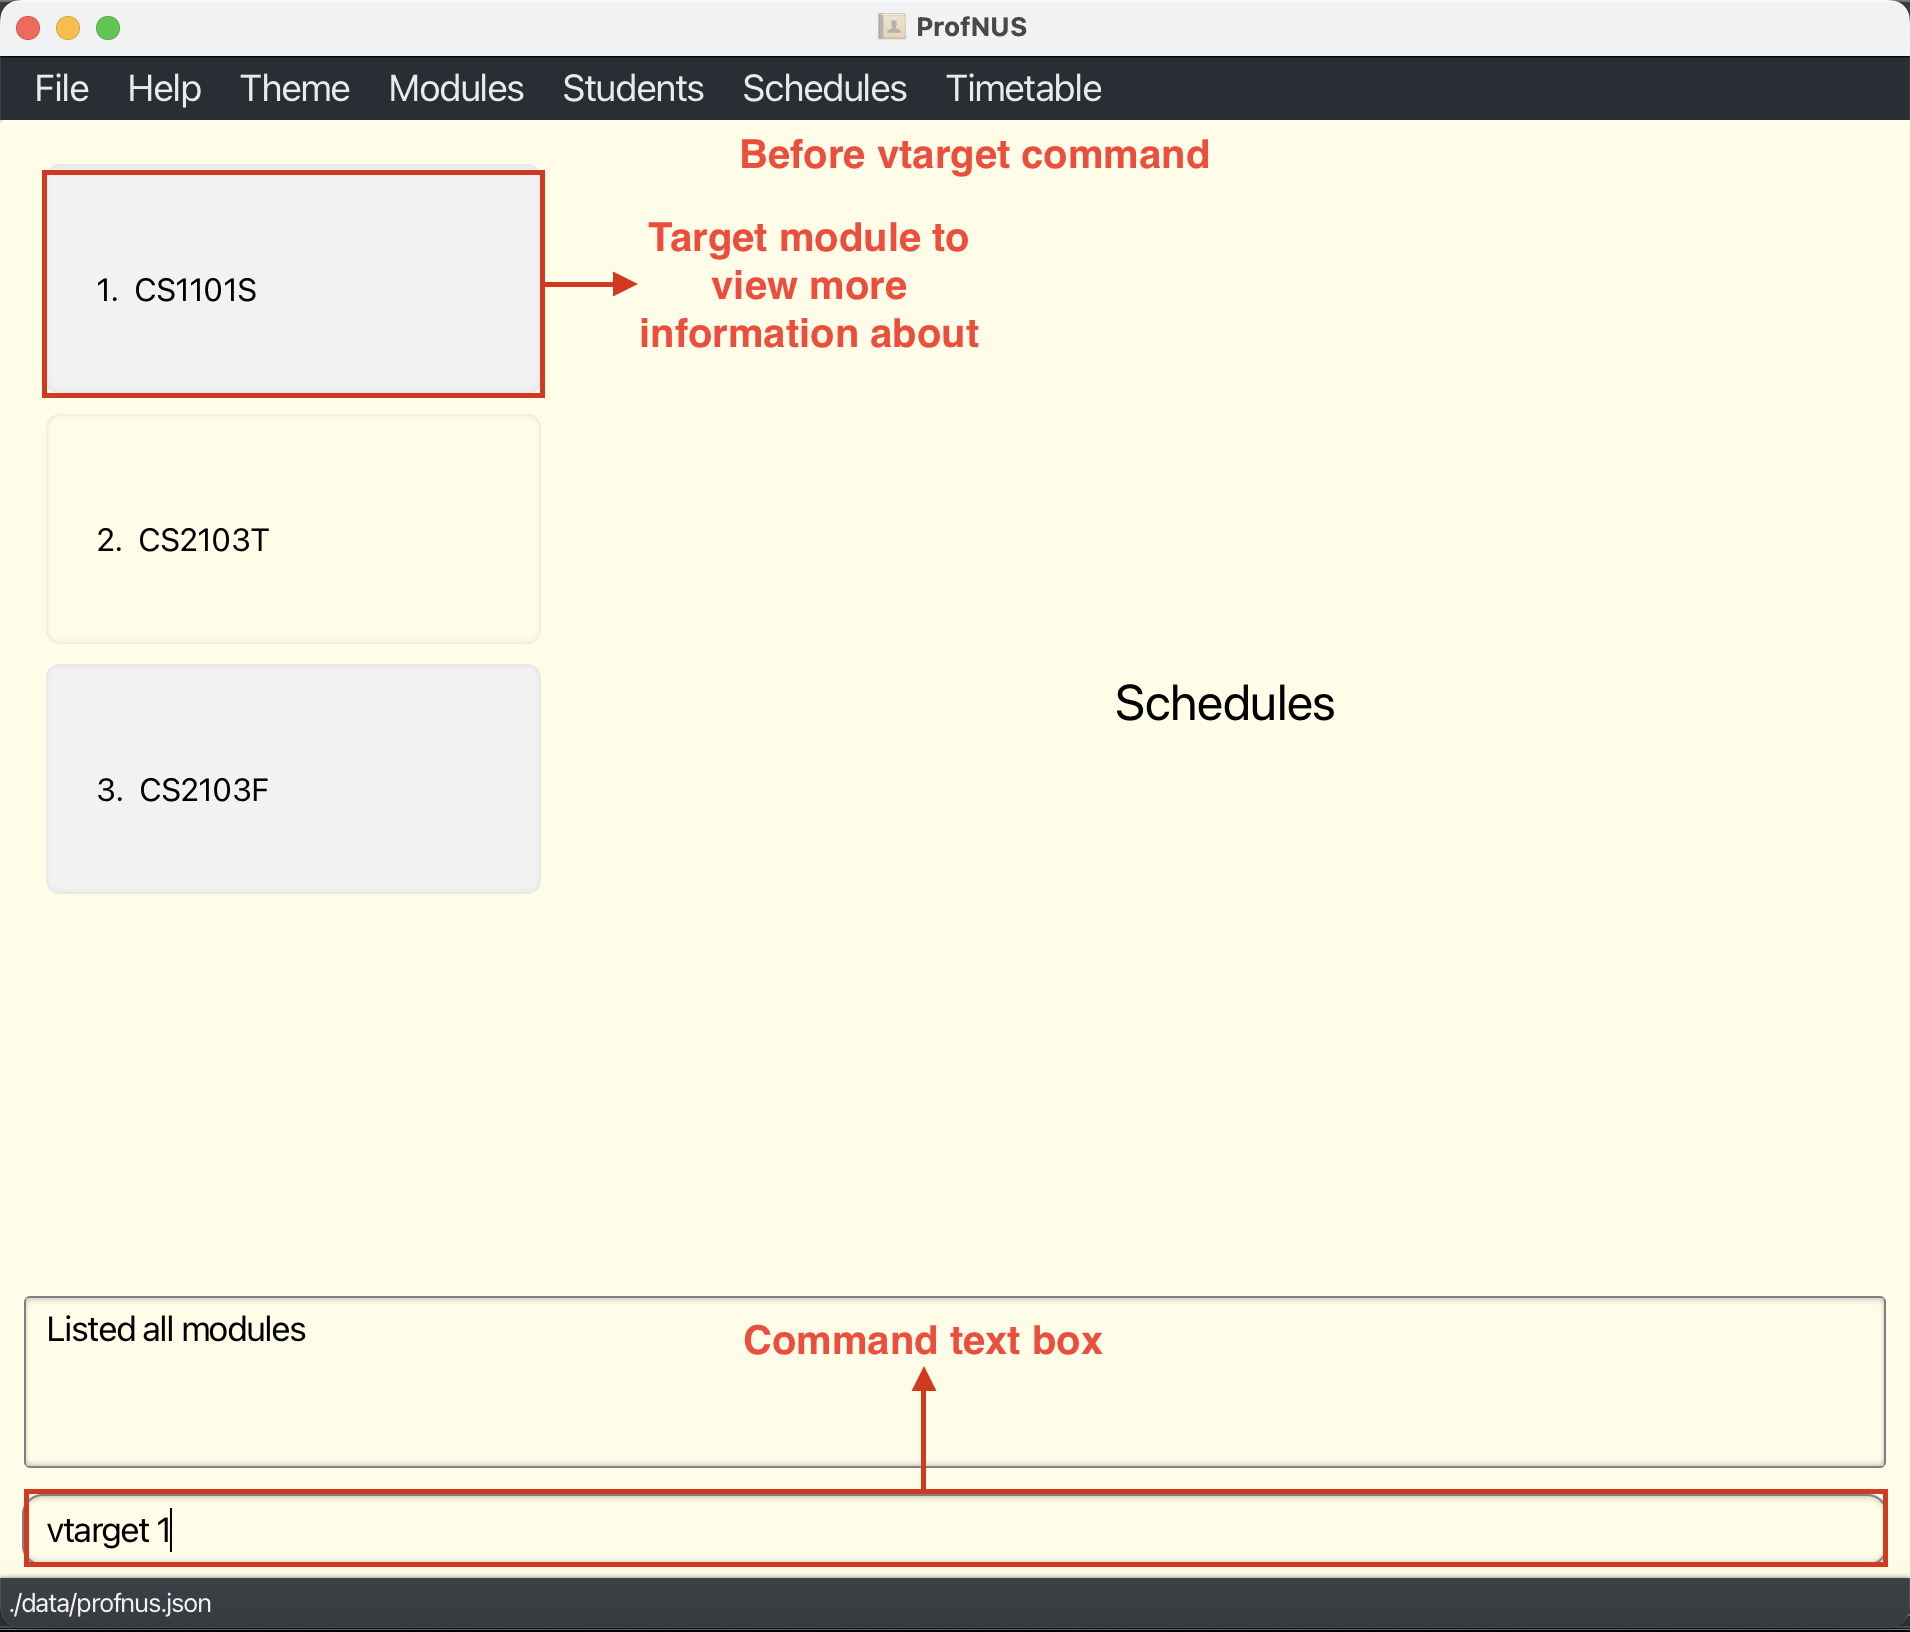 ProfNUS
File Help Theme Modules Students Schedules Timetable
Before vtarget command
Target module to
view more
information about
1. CS1101S
2. CS2103T
3. CS2103F
Schedules
Listed all modules
Command text box
vtarget 1
./data/profnus.json